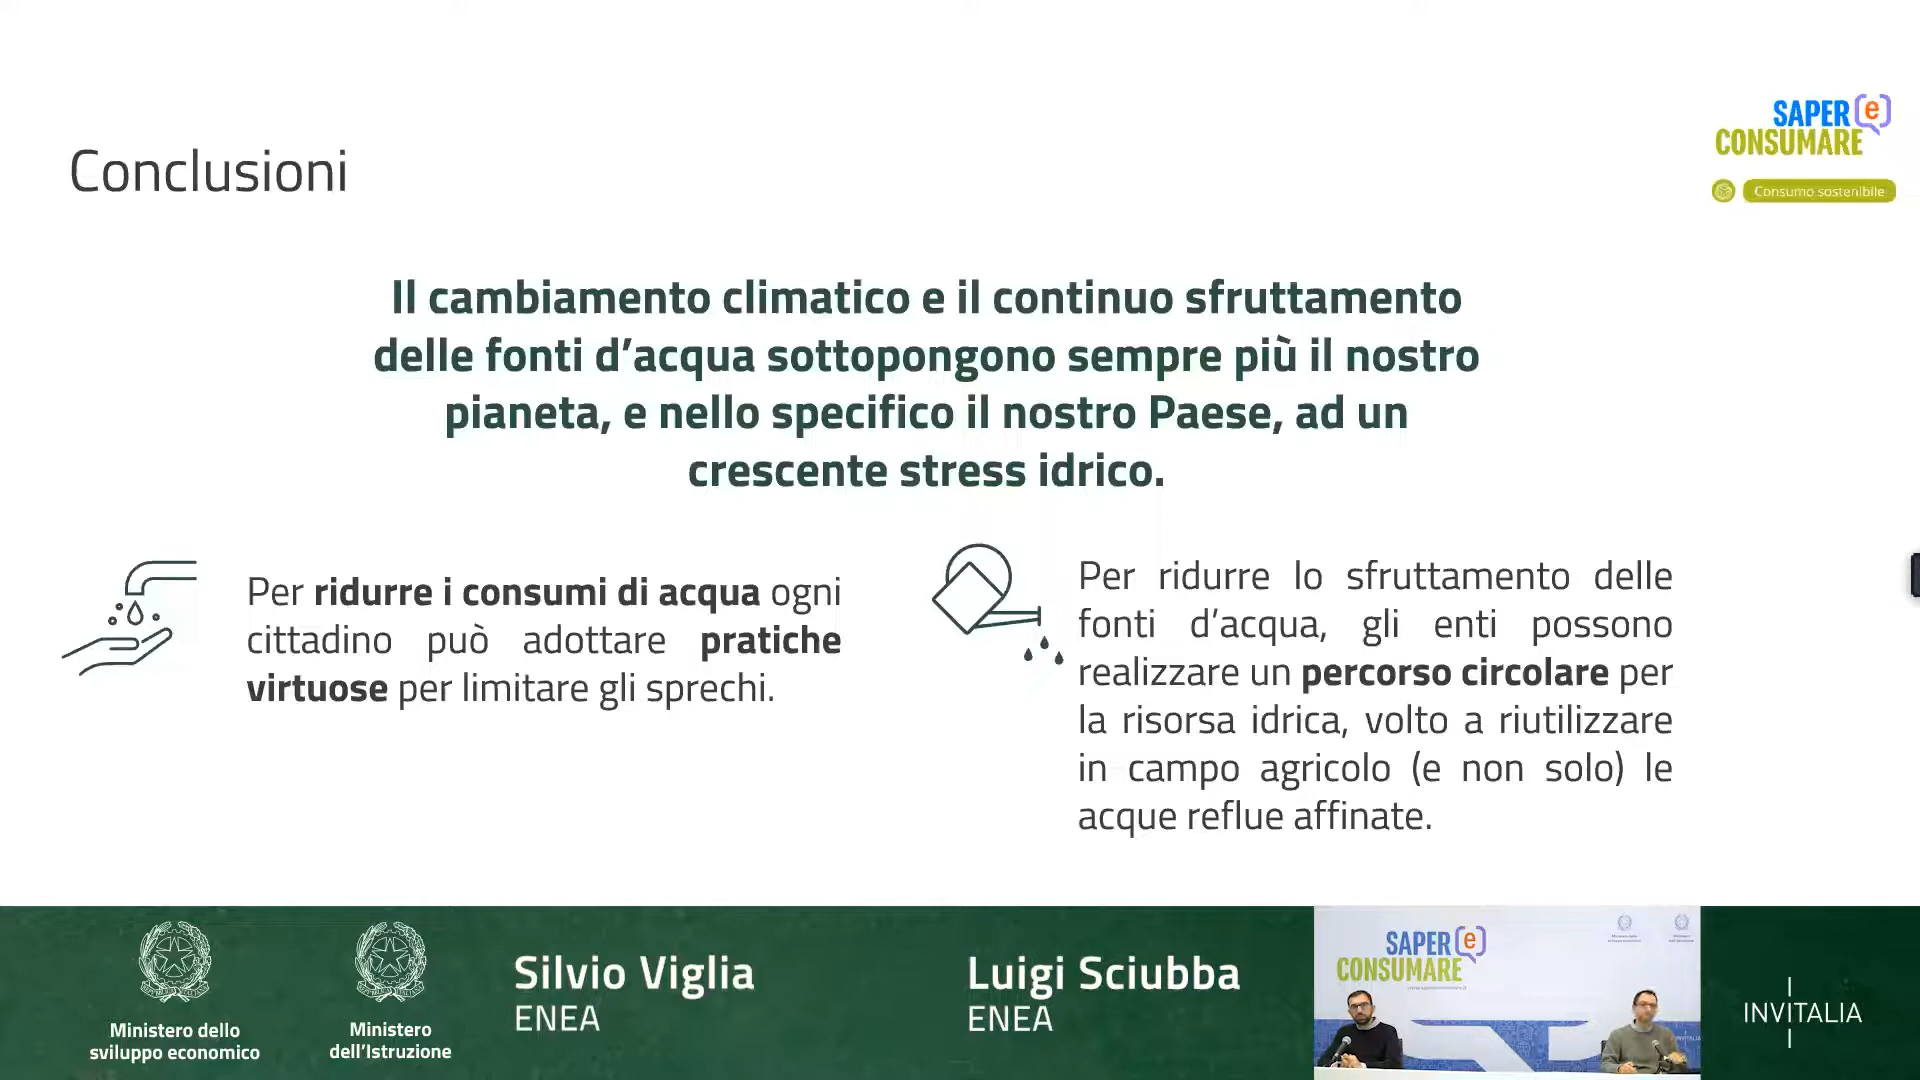 SAPER(e)
CONSUMARE
Consumo sostenibile
Conclusioni
Il cambiamento climatico e il continuo sfruttamento
delle fonti d’acqua sottopongono sempre più il nostro
pianeta, e nello specifico il nostro Paese, ad un
crescente stress idrico.
Per ridurre i consumi di acqua ogni
cittadino può adottare pratiche
virtuose per limitare gli sprechi.
Per ridurre lo sfruttamento delle
fonti d’acqua, gli enti possono
realizzare un percorso circolare per
la risorsa idrica, volto a riutilizzare
in campo agricolo (e non solo) le
acque reflue affinate.
Ministero dello
sviluppo economico
Ministero
dell’Istruzione
Silvio Viglia
ENEA
Luigi Sciubba
ENEA
SAPER(e)
CONSUMARE
INVITALIA